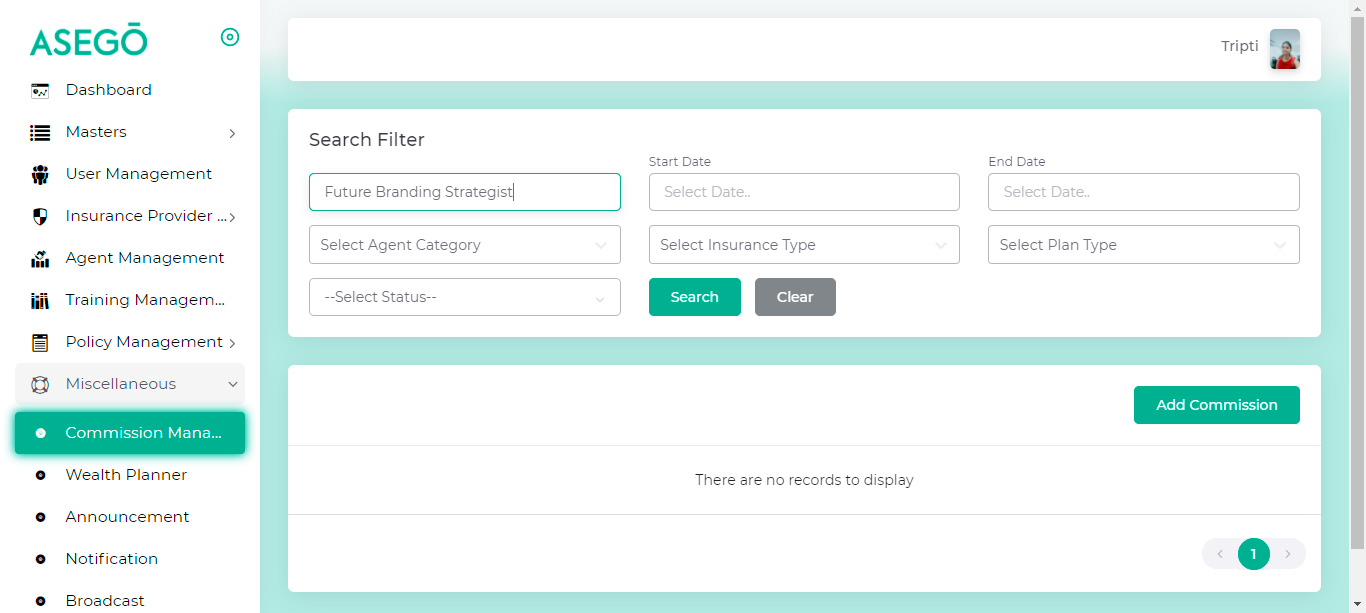 ASEGŌ
Dashboard
Masters
User Management
Insurance Provider ...
Agent Management
Training Managem...
Policy Management
Miscellaneous
Commission Mana...
Wealth Planner
Announcement
Notification
Broadcast
Tripti
Search Filter
Start Date
End Date
Future Branding Strategist
Select Date..
Select Date..
Select Agent Category
Select Insurance Type
Select Plan Type
--Select Status--
Search
Clear
Add Commission
There are no records to display
1